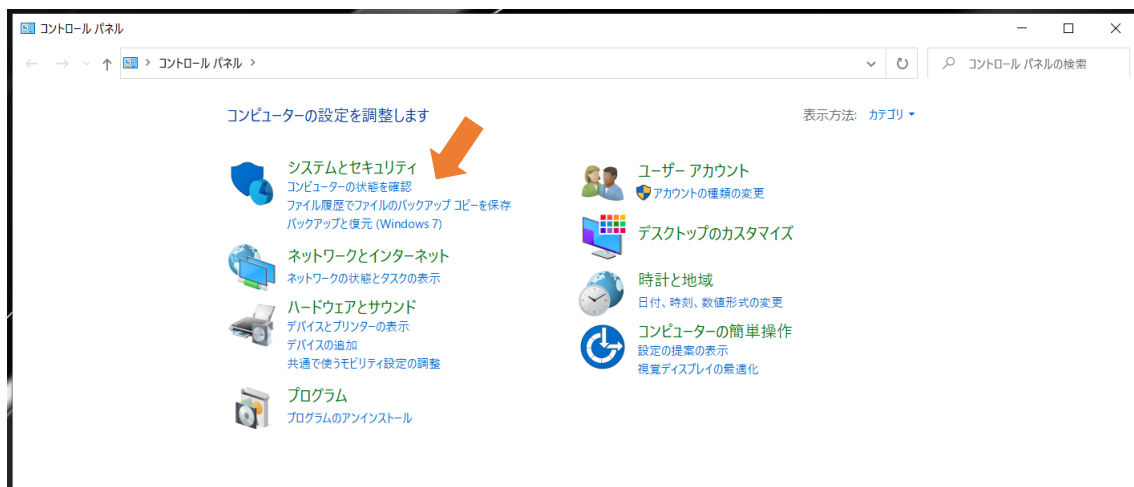 コントロール パネル
コントロール パネル
コントロール パネルの検索
コンピューターの設定を調整します
表示方法: カテゴリ
システムとセキュリティ
コンピューターの状態を確認
ファイル履歴でファイルのバックアップ コピーを保存
バックアップと復元 (Windows 7)
ネットワークとインターネット
ネットワークの状態とタスクの表示
ハードウェアとサウンド
デバイスとプリンターの表示
デバイスの追加
共通で使うモビリティ設定の調整
プログラム
プログラムのアンインストール
ユーザー アカウント
アカウントの種類の変更
デスクトップのカスタマイズ
時計と地域
日付、時刻、数値形式の変更
コンピューターの簡単操作
設定の提案の表示
視覚ディスプレイの最適化